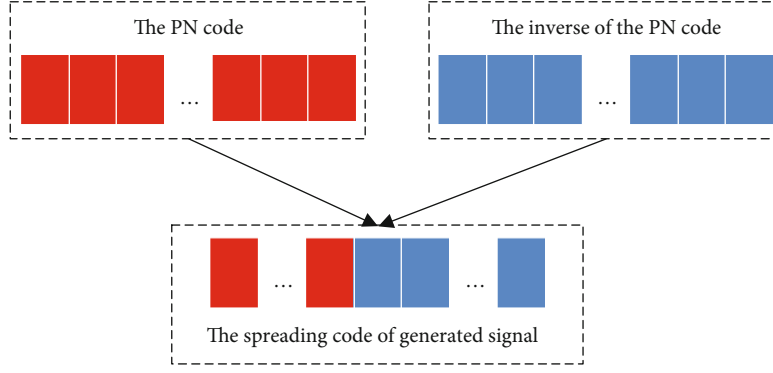 The PN code
...
The inverse of the PN code
...
... ...
The spreading code of generated signal